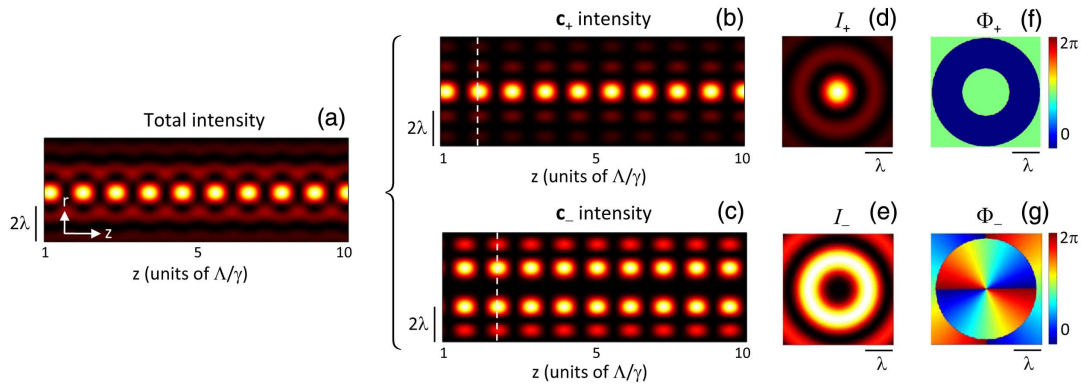 Total intensity
(a)
2λ
r
z
1
5
10
z (units of Λ/γ)
c₊ intensity
(b)
2λ
1
5
10
z (units of Λ/γ)
c₋ intensity
(c)
2λ
1
5
10
z (units of Λ/γ)
I₊
(d)
λ
I₋
(e)
λ
Φ₊
(f)
2π
0
λ
Φ₋
(g)
2π
0
λ